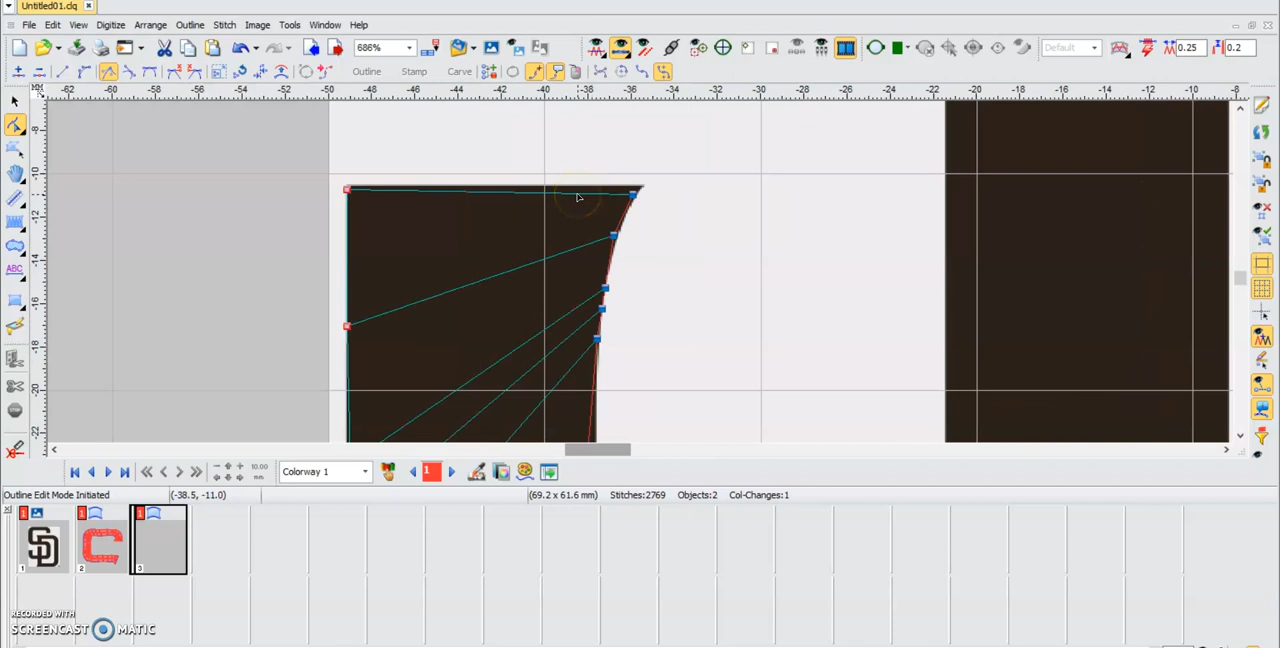 Untitled01.clq
File Edit View Digitize Arrange Outline Stitch Image Tools Window Help
686% Default 0.25 0.2
Outline Stamp Carve
MM -62 -60 -58 -56 -54 -52 -50 -48 -46 -44 -42 -40 -38 -36 -34 -32 -30 -28 -26 -24 -22 -20 -18 -16 -14 -12 -10 -8
-8
-10
-12
-14
-16
-18
-20
-22
ABC
STOP
10.00
mm
Colorway 1
1
Outline Edit Mode Initiated (-38.5, -11.0) (69.2 x 61.6 mm) Stitches:2769 Objects:2 Col-Changes:1
1 1 1
SD C
1 2 3
RECORDED WITH
SCREENCAST MATIC